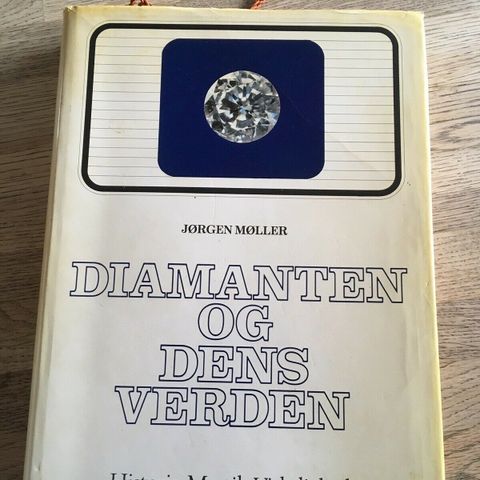 JØRGEN MØLLER
DIAMANTEN
OG
DENS
VERDEN